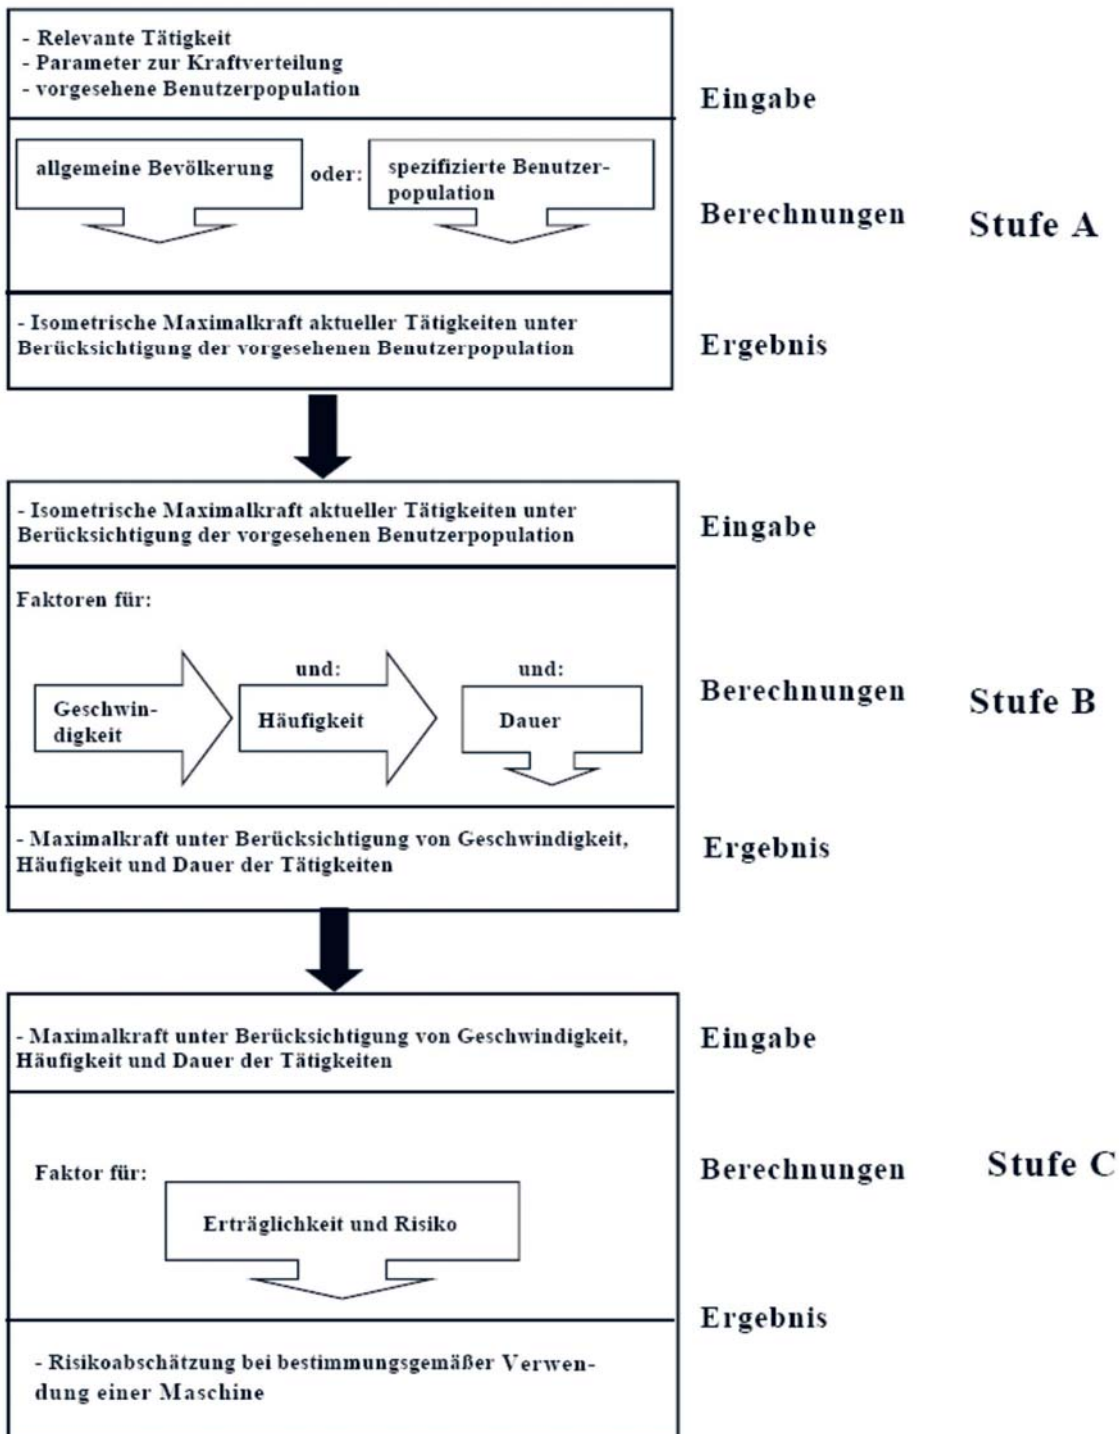 - Relevante Tätigkeit
- Parameter zur Kraftverteilung
- vorgesehene Benutzerpopulation
Eingabe
allgemeine Bevölkerung
oder:
spezifizierte Benutzer-
population
Berechnungen
Stufe A
- Isometrische Maximalkraft aktueller Tätigkeiten unter
Berücksichtigung der vorgesehenen Benutzerpopulation
Ergebnis
- Isometrische Maximalkraft aktueller Tätigkeiten unter
Berücksichtigung der vorgesehenen Benutzerpopulation
Eingabe
Faktoren für:
Geschwin-
digkeit
und:
Häufigkeit
und:
Dauer
Berechnungen
Stufe B
- Maximalkraft unter Berücksichtigung von Geschwindigkeit,
Häufigkeit und Dauer der Tätigkeiten
Ergebnis
- Maximalkraft unter Berücksichtigung von Geschwindigkeit,
Häufigkeit und Dauer der Tätigkeiten
Eingabe
Faktor für:
Erträglichkeit und Risiko
Berechnungen
Stufe C
Ergebnis
- Risikoabschätzung bei bestimmungsgemäßer Verwen-
dung einer Maschine